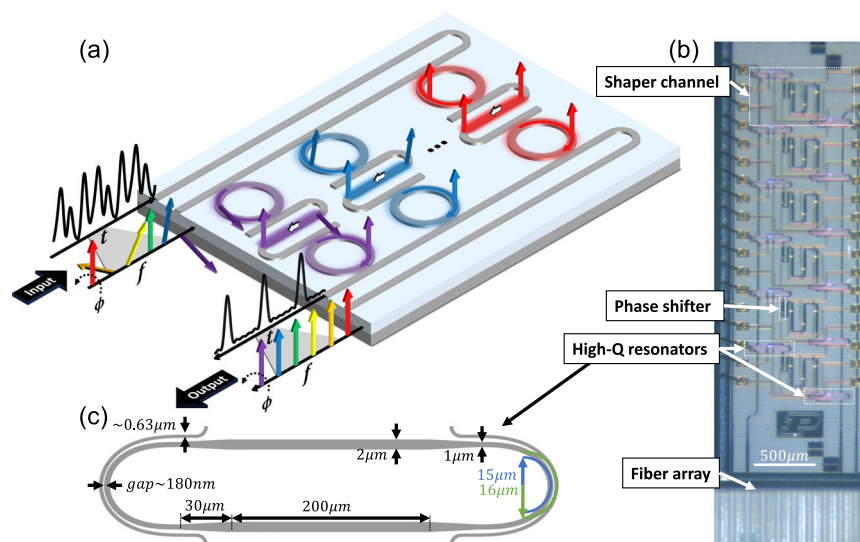 (a)
t
f
ϕ
Input
t
f
ϕ
Output
(b)
Shaper channel
Phase shifter
High-Q resonators
500μm
Fiber array
(c)
~0.63μm
2μm
1μm
gap~180nm
15μm
16μm
30μm
200μm